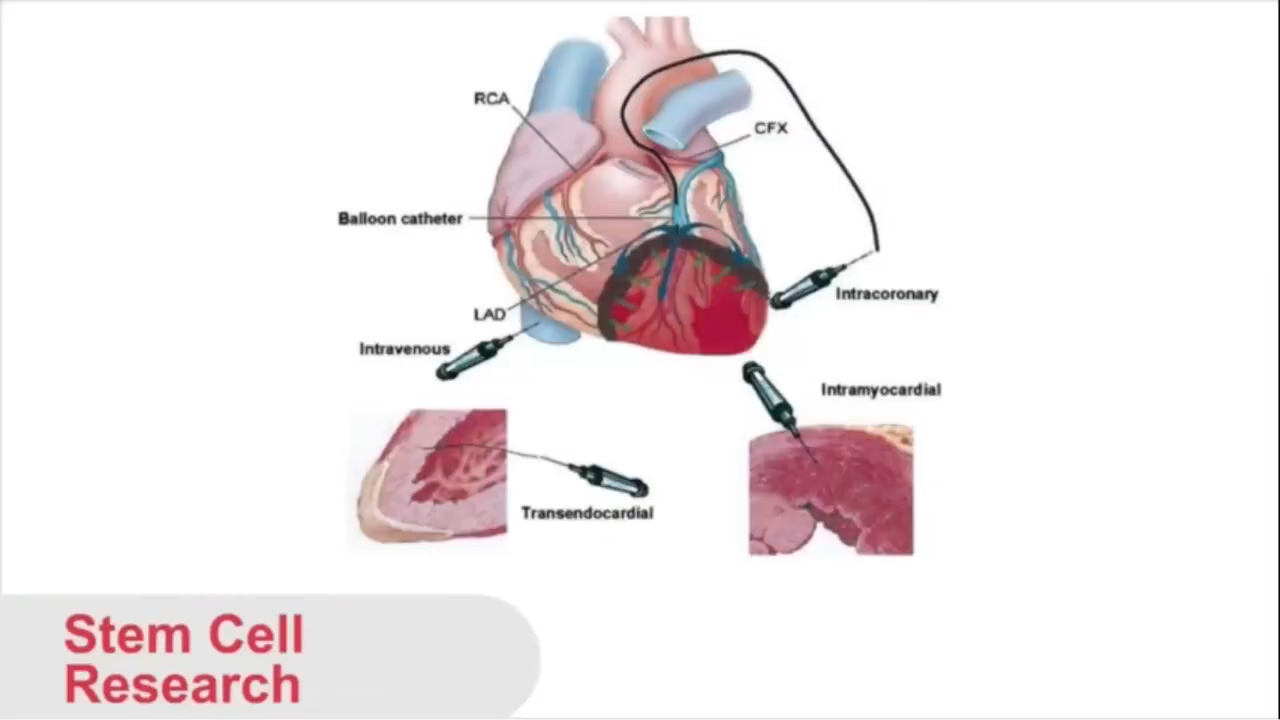 RCA
CFX
Balloon catheter
Intracoronary
LAD
Intravenous
Intramyocardial
Transendocardial
Stem Cell
Research